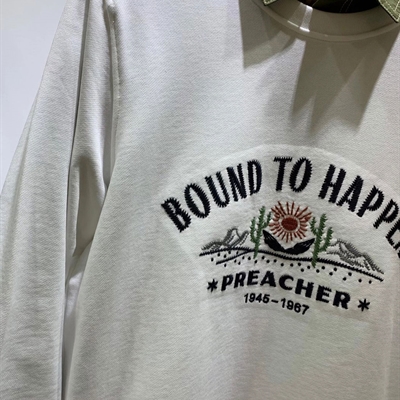 BOUND TO HAPPE
*PREACHER*
1945-1967